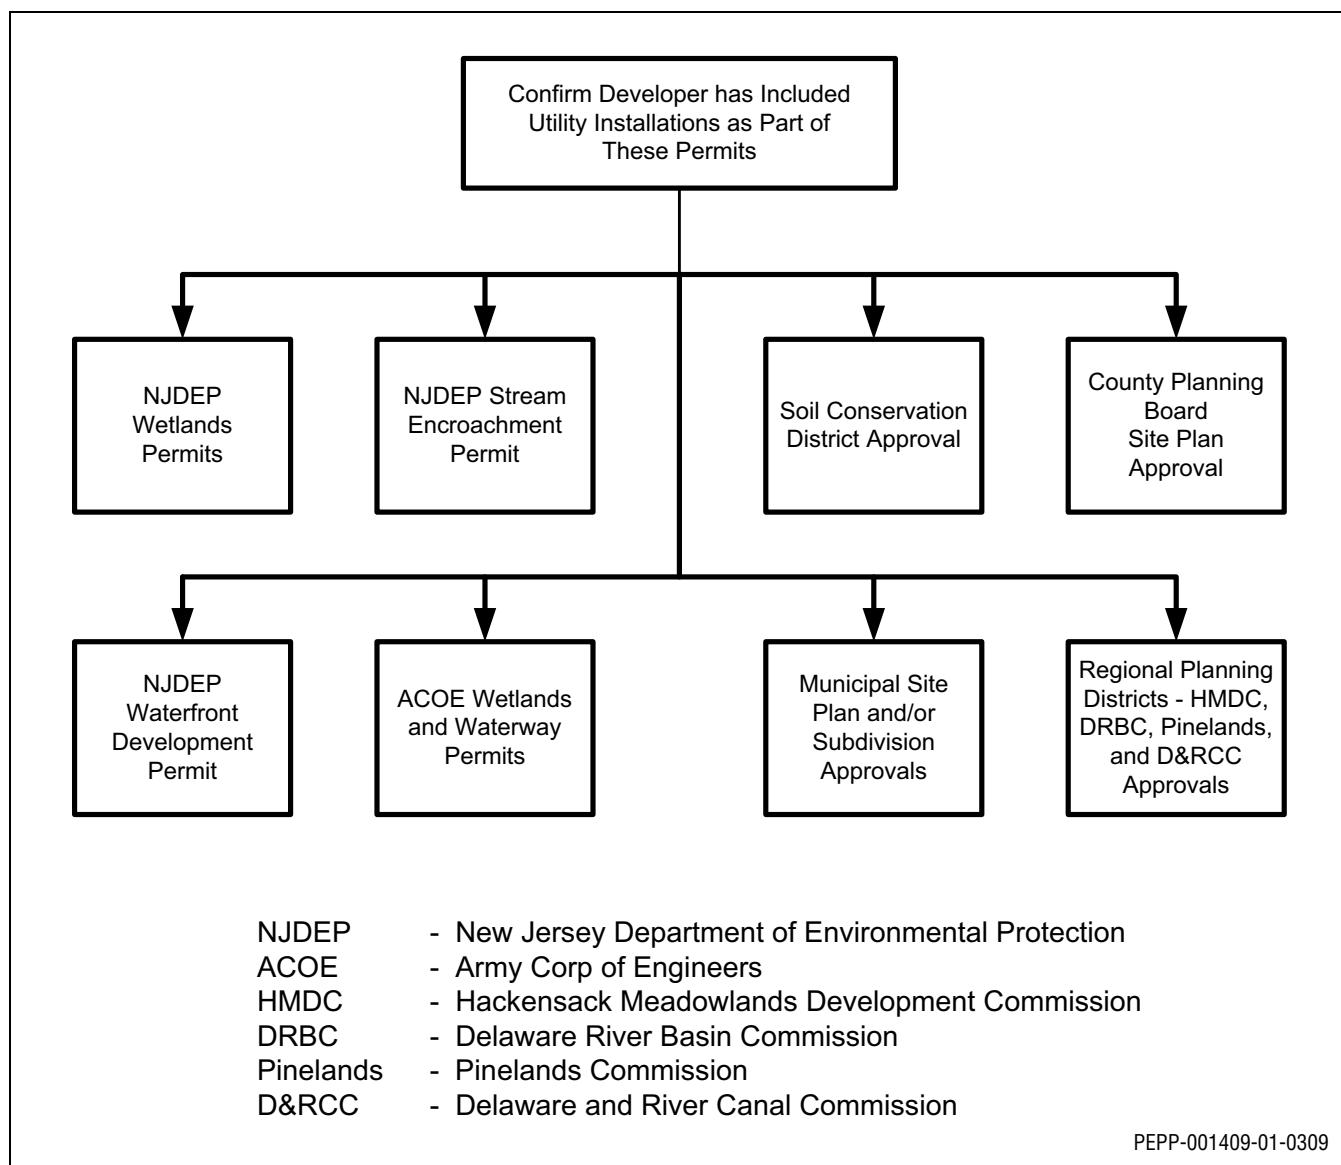 Confirm Developer has Included
Utility Installations as Part of
These Permits
NJDEP
Wetlands
Permits
NJDEP Stream
Encroachment
Permit
Soil Conservation
District Approval
County Planning
Board
Site Plan
Approval
NJDEP
Waterfront
Development
Permit
ACOE Wetlands
and Waterway
Permits
Municipal Site
Plan and/or
Subdivision
Approvals
Regional Planning
Districts - HMDC,
DRBC, Pinelands,
and D&RCC
Approvals
NJDEP - New Jersey Department of Environmental Protection
ACOE - Army Corp of Engineers
HMDC - Hackensack Meadowlands Development Commission
DRBC - Delaware River Basin Commission
Pinelands - Pinelands Commission
D&RCC - Delaware and River Canal Commission
PEPP-001409-01-0309